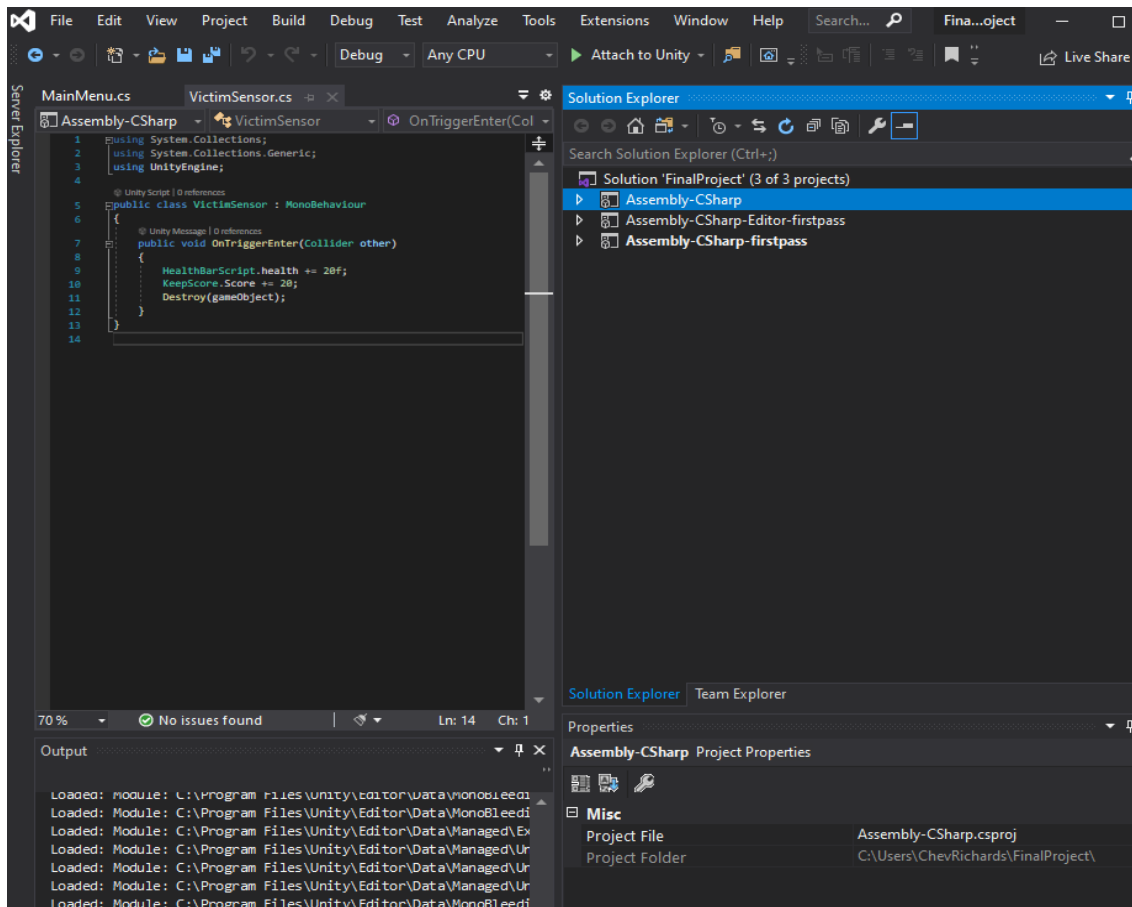 File Edit View Project Build Debug Test Analyze Tools Extensions Window Help Search... Fina...oject
Debug Any CPU Attach to Unity Live Share
Server Explorer
MainMenu.cs VictimSensor.cs
Assembly-CSharp VictimSensor OnTriggerEnter(Col
1 using System.Collections;
2 using System.Collections.Generic;
3 using UnityEngine;
4
Unity Script | 0 references
5 public class VictimSensor : MonoBehaviour
6 {
Unity Message | 0 references
7 public void OnTriggerEnter(Collider other)
8 {
9 HealthBarScript.health += 20f;
10 KeepScore.Score += 20;
11 Destroy(gameObject);
12 }
13 }
14
70 % No issues found Ln: 14 Ch: 1
Output
Loaded: Module: C:\Program Files\Unity\Editor\Data\MonoBleedi
Loaded: Module: C:\Program Files\Unity\Editor\Data\MonoBleedi
Loaded: Module: C:\Program Files\Unity\Editor\Data\Managed\Ex
Loaded: Module: C:\Program Files\Unity\Editor\Data\Managed\Ur
Loaded: Module: C:\Program Files\Unity\Editor\Data\Managed\Ur
Loaded: Module: C:\Program Files\Unity\Editor\Data\Managed\Ur
Loaded: Module: C:\Program Files\Unity\Editor\Data\MonoBleedi
Solution Explorer
Search Solution Explorer (Ctrl+;)
Solution 'FinalProject' (3 of 3 projects)
Assembly-CSharp
Assembly-CSharp-Editor-firstpass
Assembly-CSharp-firstpass
Solution Explorer Team Explorer
Properties
Assembly-CSharp Project Properties
Misc
Project File Assembly-CSharp.csproj
Project Folder C:\Users\ChevRichards\FinalProject\